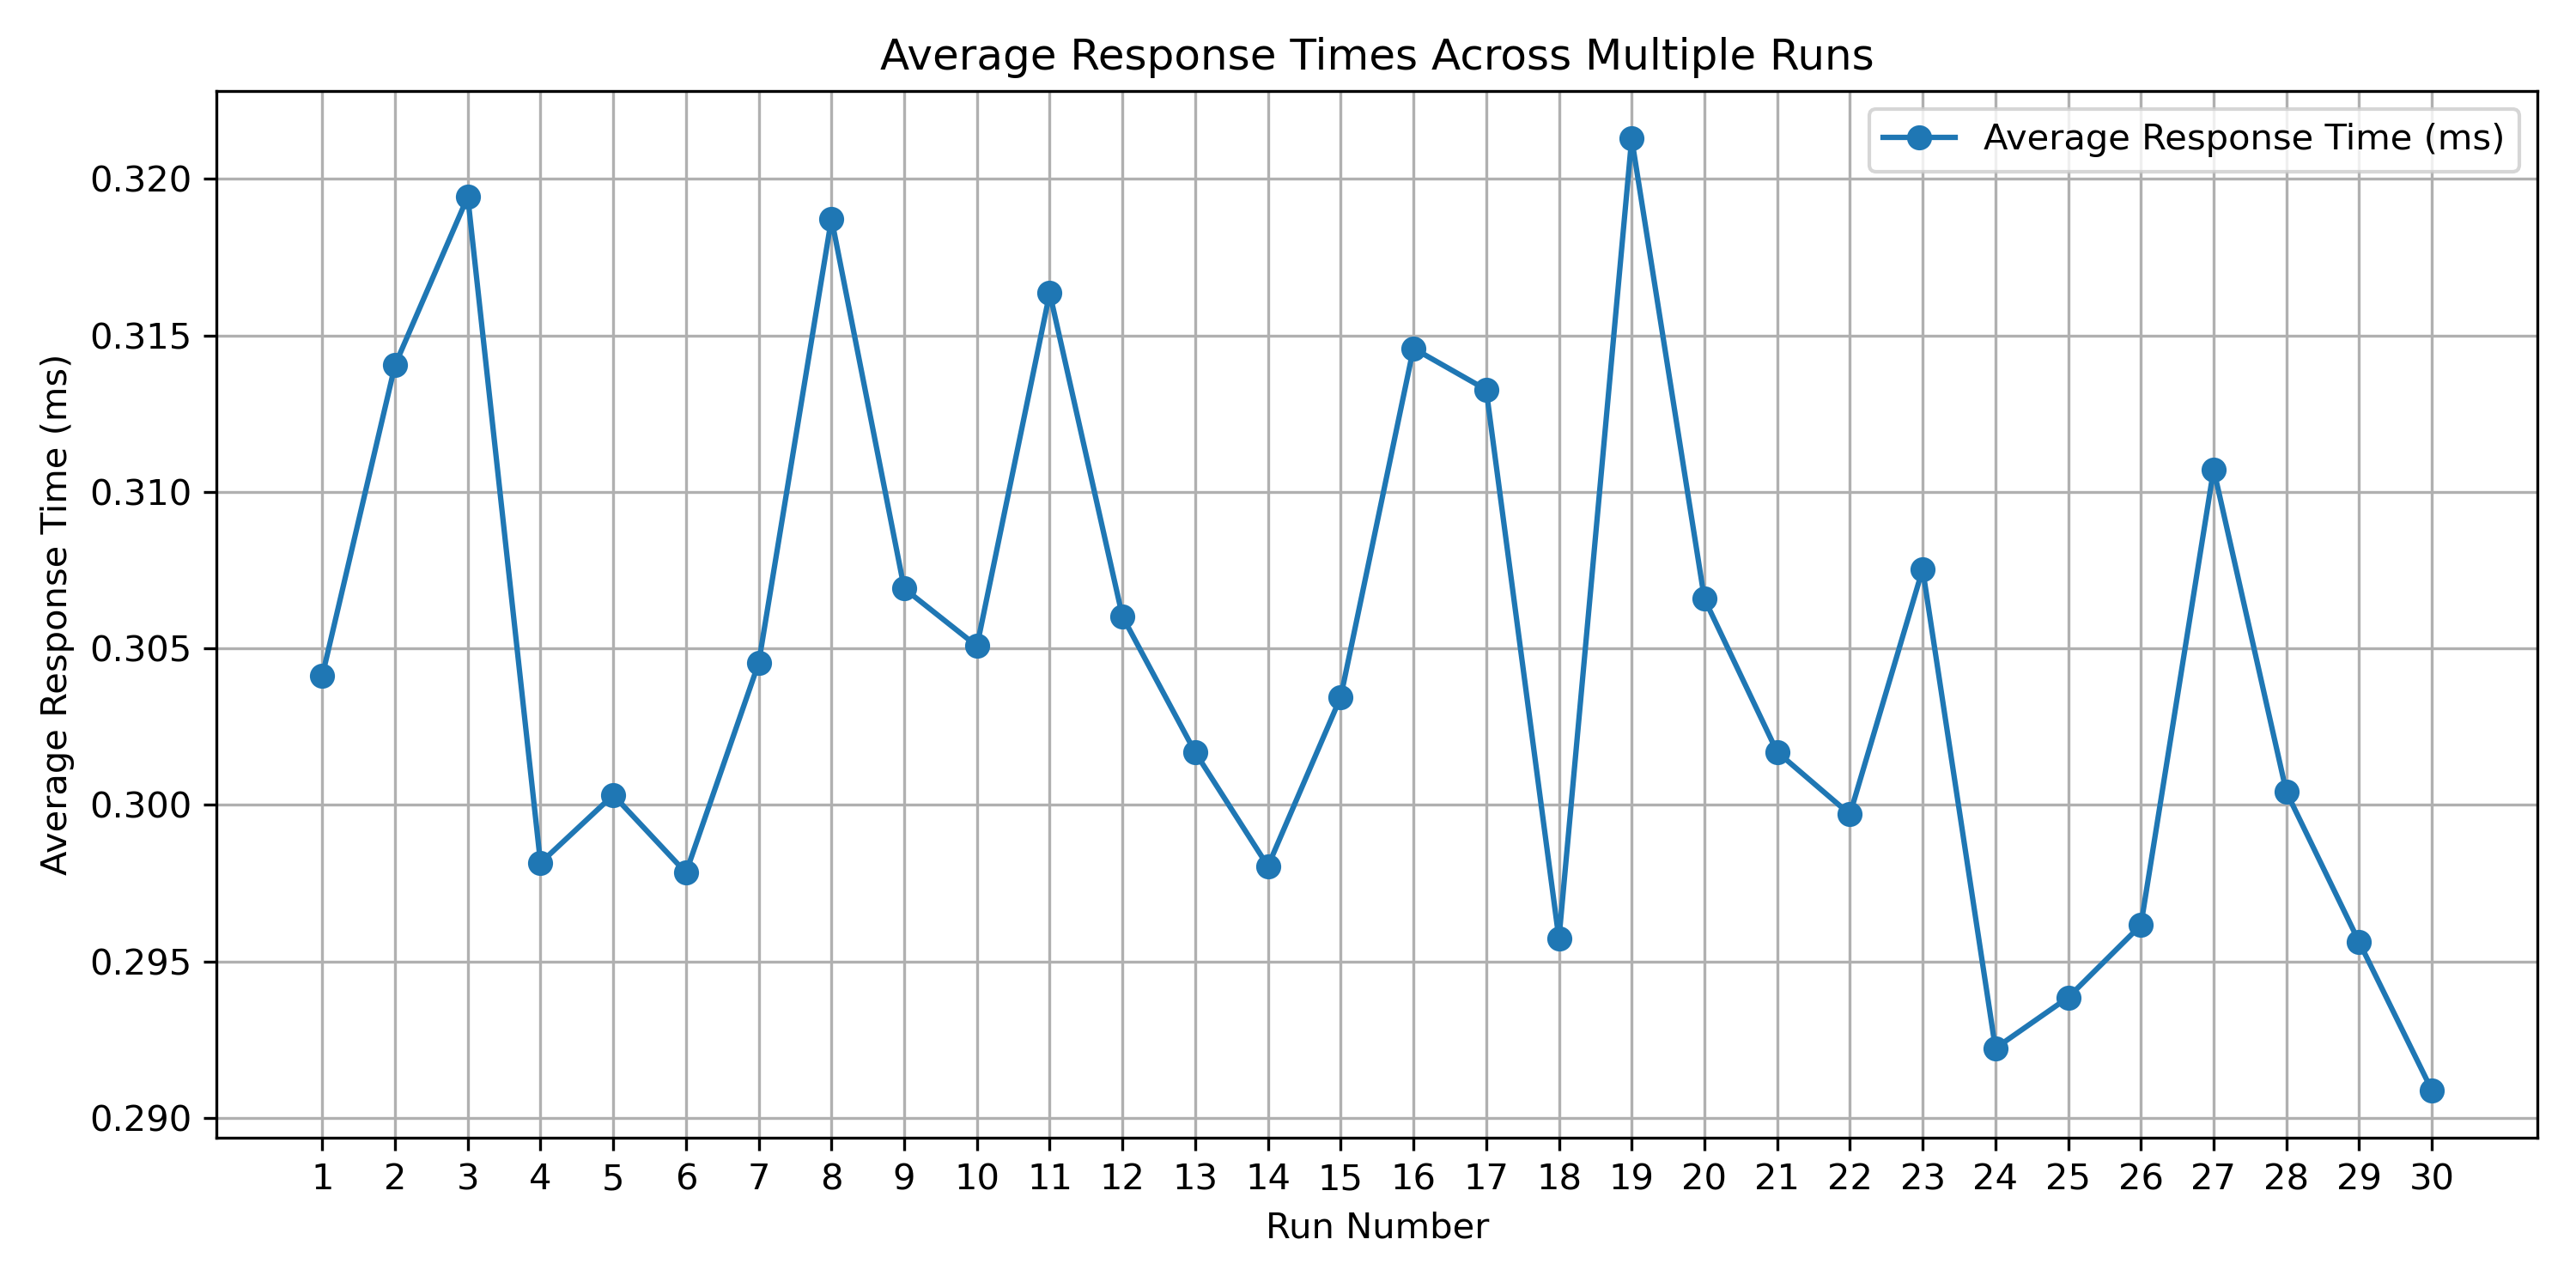 Average Response Times Across Multiple Runs
Average Response Time (ms)
0.320
0.315
0.310
0.305
0.300
0.295
0.290
Average Response Time (ms)
1 2 3 4 5 6 7 8 9 10 11 12 13 14 15 16 17 18 19 20 21 22 23 24 25 26 27 28 29 30
Run Number